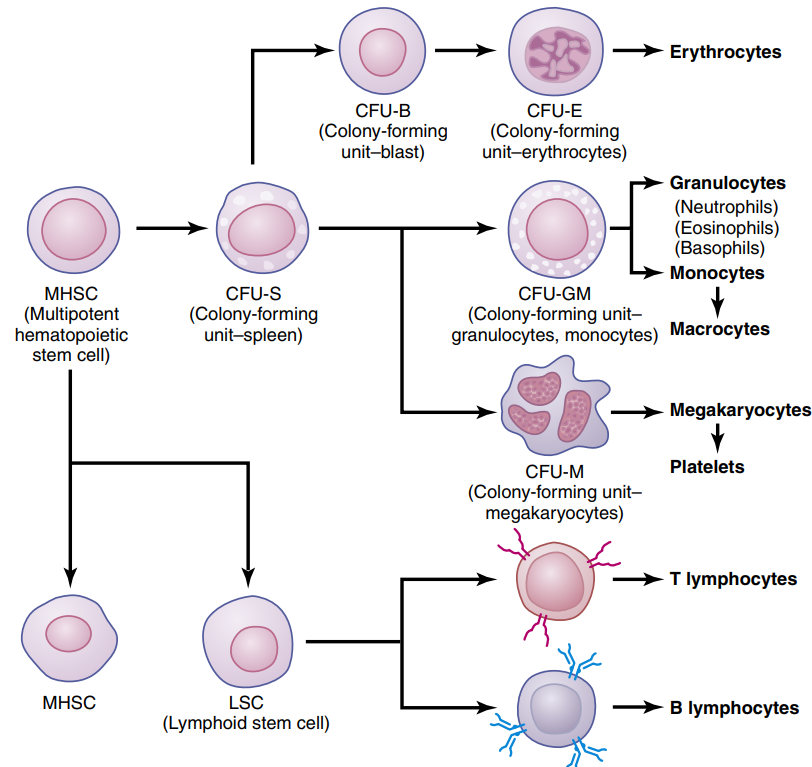 Erythrocytes
CFU-B
(Colony-forming
unit–blast)
CFU-E
(Colony-forming
unit–erythrocytes)
MHSC
(Multipotent
hematopoietic
stem cell)
CFU-S
(Colony-forming
unit–spleen)
CFU-GM
(Colony-forming unit–
granulocytes, monocytes)
Granulocytes
(Neutrophils)
(Eosinophils)
(Basophils)
Monocytes
Macrocytes
CFU-M
(Colony-forming unit–
megakaryocytes)
Megakaryocytes
Platelets
T lymphocytes
MHSC
LSC
(Lymphoid stem cell)
B lymphocytes